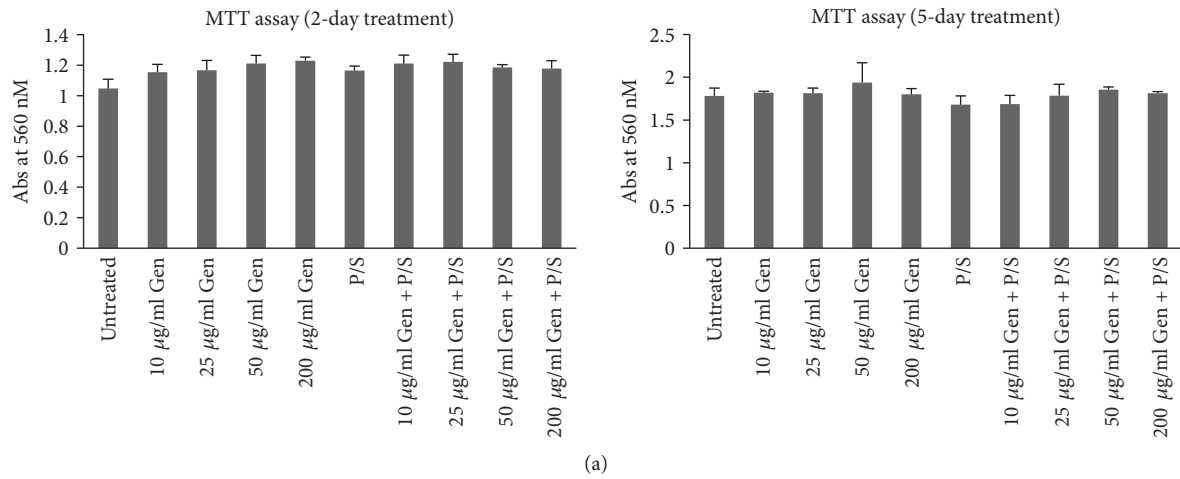 MTT assay (2-day treatment)
Abs at 560 nM
1.4
1.2
1
0.8
0.6
0.4
0.2
0
Untreated
10 μg/ml Gen
25 μg/ml Gen
50 μg/ml Gen
200 μg/ml Gen
P/S
10 μg/ml Gen + P/S
25 μg/ml Gen + P/S
50 μg/ml Gen + P/S
200 μg/ml Gen + P/S
MTT assay (5-day treatment)
Abs at 560 nM
2.5
2
1.5
1
0.5
0
Untreated
10 μg/ml Gen
25 μg/ml Gen
50 μg/ml Gen
200 μg/ml Gen
P/S
10 μg/ml Gen + P/S
25 μg/ml Gen + P/S
50 μg/ml Gen + P/S
200 μg/ml Gen + P/S
(a)